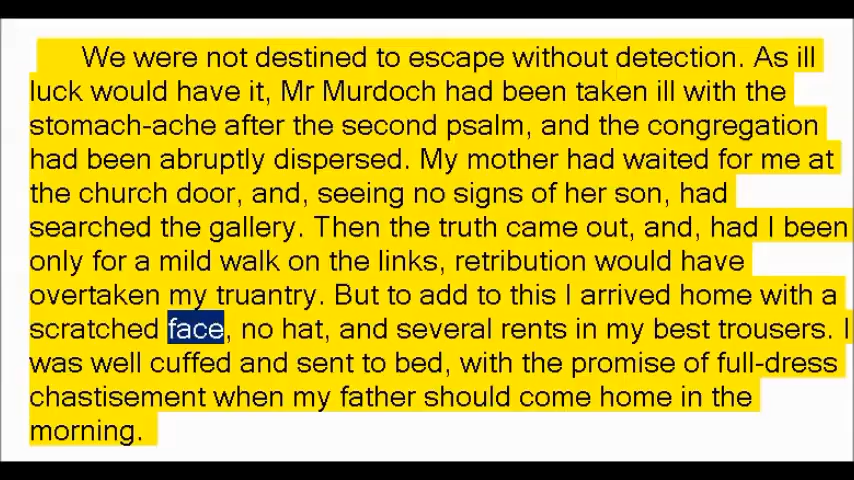 We were not destined to escape without detection. As ill
luck would have it, Mr Murdoch had been taken ill with the
stomach-ache after the second psalm, and the congregation
had been abruptly dispersed. My mother had waited for me at
the church door, and, seeing no signs of her son, had
searched the gallery. Then the truth came out, and, had I been
only for a mild walk on the links, retribution would have
overtaken my truantry. But to add to this I arrived home with a
scratched face, no hat, and several rents in my best trousers. I
was well cuffed and sent to bed, with the promise of full-dress
chastisement when my father should come home in the
morning.